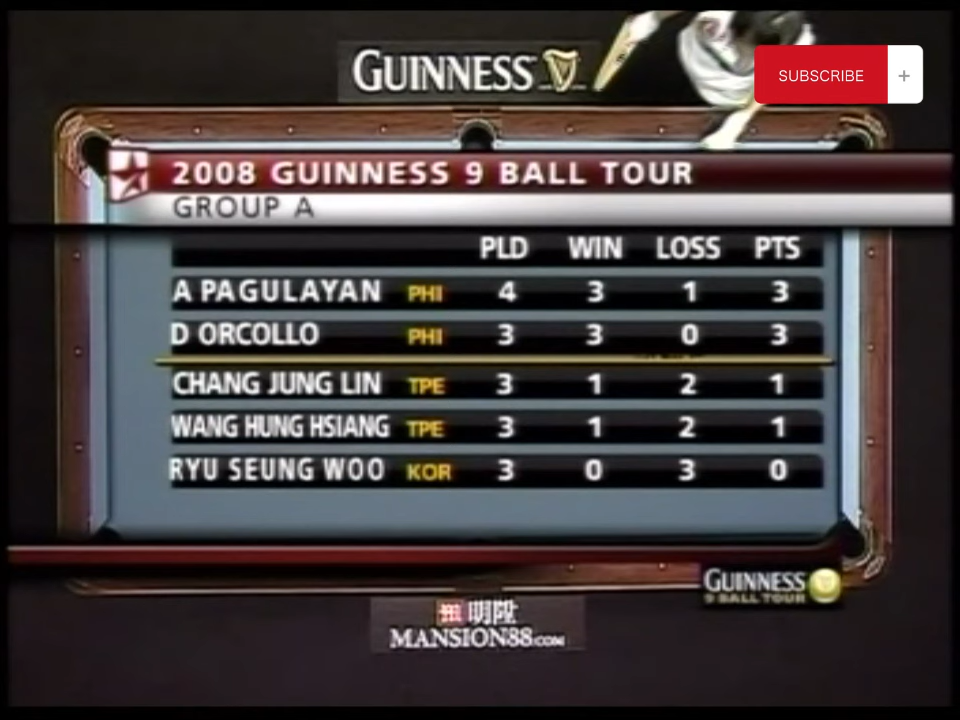 GUINNESS
SUBSCRIBE +
2008 GUINNESS 9 BALL TOUR
GROUP A
PLD WIN LOSS PTS
A PAGULAYAN PHI 4 3 1 3
D ORCOLLO PHI 3 3 0 3
CHANG JUNG LIN TPE 3 1 2 1
WANG HUNG HSIANG TPE 3 1 2 1
RYU SEUNG WOO KOR 3 0 3 0
GUINNESS
9 BALL TOUR
明陞
MANSION88.COM